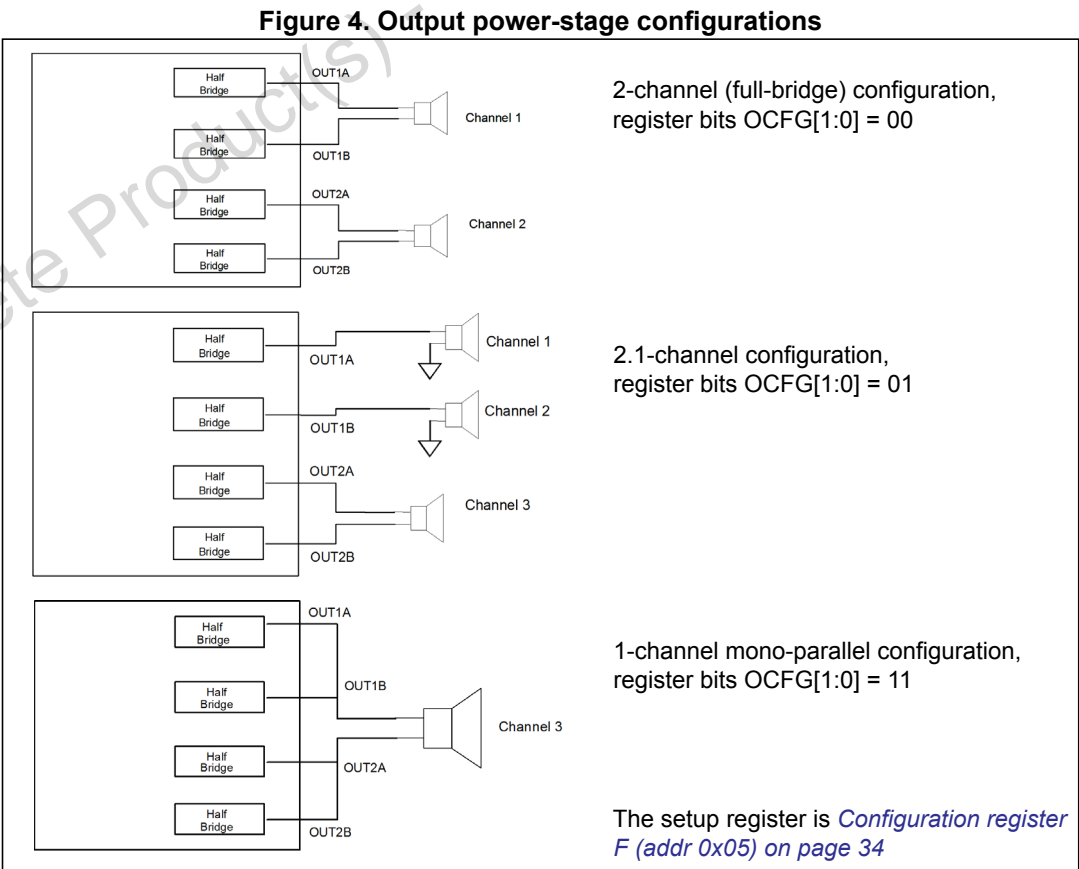 Figure 4. Output power-stage configurations
Half
Bridge
OUT1A
Half
Bridge
OUT1B
Channel 1
Half
Bridge
OUT2A
Half
Bridge
OUT2B
Channel 2
2-channel (full-bridge) configuration,
register bits OCFG[1:0] = 00
Half
Bridge
OUT1A
Channel 1
Half
Bridge
OUT1B
Channel 2
Half
Bridge
OUT2A
Half
Bridge
OUT2B
Channel 3
2.1-channel configuration,
register bits OCFG[1:0] = 01
Half
Bridge
OUT1A
Half
Bridge
OUT1B
Half
Bridge
OUT2A
Half
Bridge
OUT2B
Channel 3
1-channel mono-parallel configuration,
register bits OCFG[1:0] = 11
The setup register is Configuration register
F (addr 0x05) on page 34
ete Product(s) -